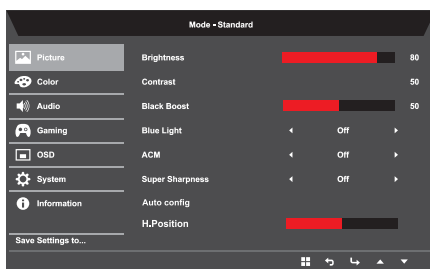 Mode - Standard
Picture
Brightness 80
Color
Contrast 50
Audio
Black Boost 50
Gaming
Blue Light Off
OSD
ACM Off
System
Super Sharpness Off
Information
Auto config
H.Position
Save Settings to...